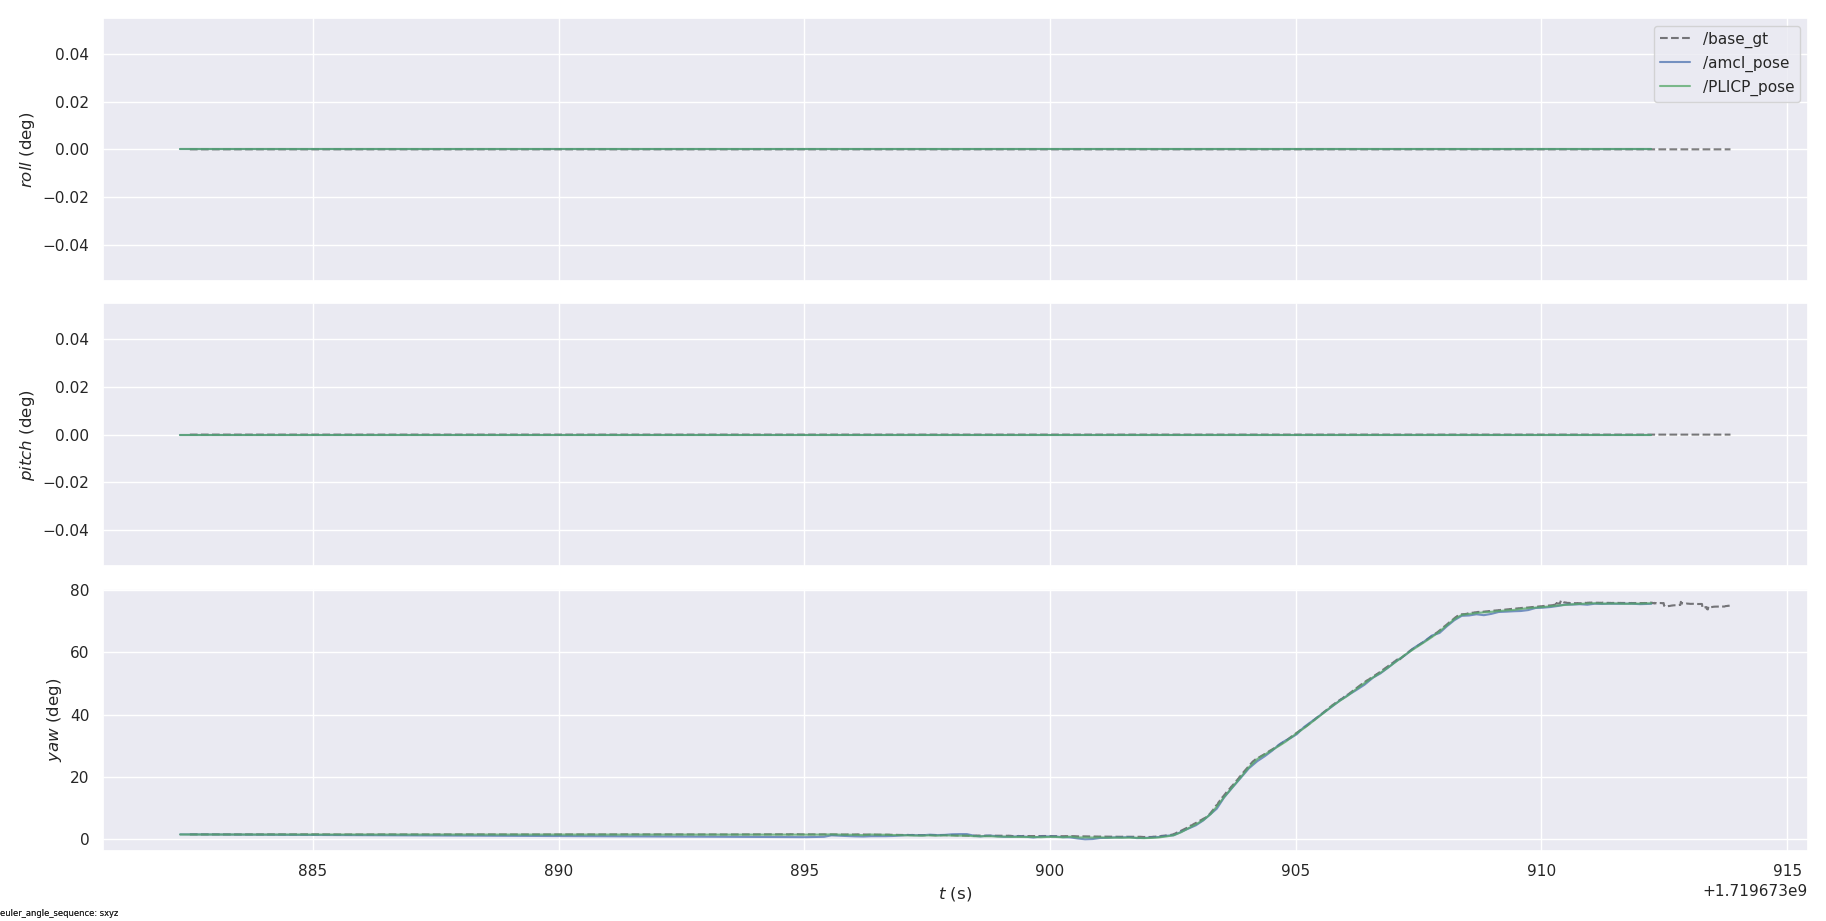 0.04
0.02
0.00
−0.02
−0.04
roll (deg)
/base_gt
/amcl_pose
/PLICP_pose
0.04
0.02
0.00
−0.02
−0.04
pitch (deg)
80
60
40
20
0
yaw (deg)
885 890 895 900 905 910 915
t (s)
+1.719673e9
euler_angle_sequence: sxyz